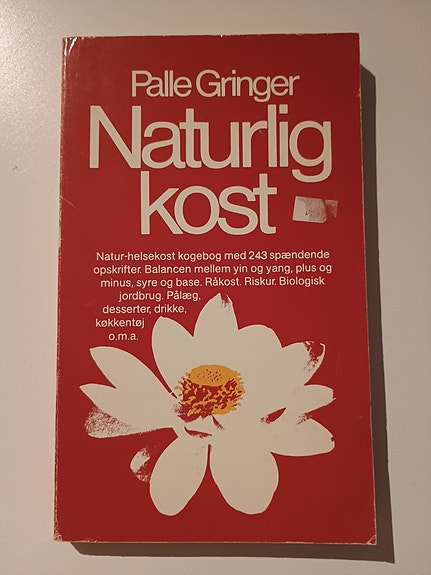 Palle Gringer
Naturlig
kost
Natur-helsekost kogebog med 243 spændende
opskrifter. Balancen mellem yin og yang, plus og
minus, syre og base. Råkost. Riskur. Biologisk
jordbrug. Pålæg,
desserter, drikke,
køkkentøj
o.m.a.